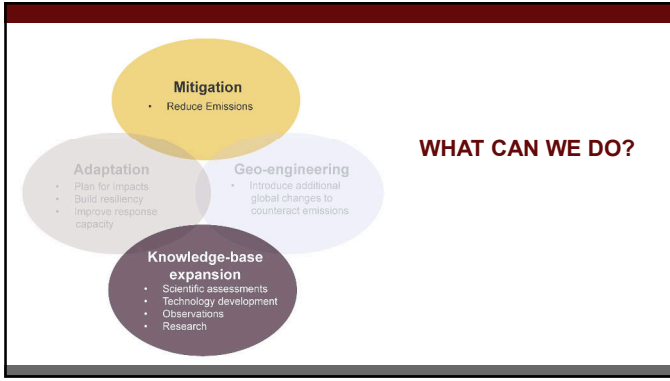 Mitigation
• Reduce Emissions
WHAT CAN WE DO?
Adaptation
• Plan for impacts
• Build resiliency
• Improve response
capacity
Geo-engineering
• Introduce additional
global changes to
counteract emissions
Knowledge-base
expansion
• Scientific assessments
• Technology development
• Observations
• Research